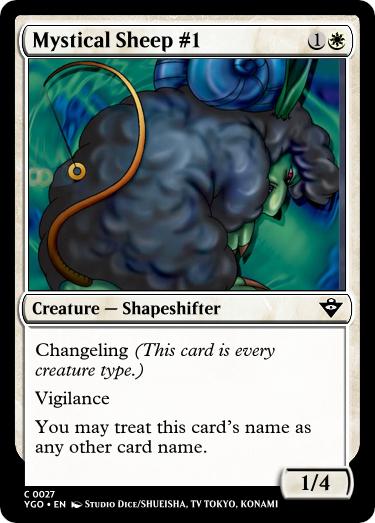 Mystical Sheep #1 1
Creature — Shapeshifter
Changeling (This card is every
creature type.)
Vigilance
You may treat this card's name as
any other card name.
1/4
C 0027
YGO • EN Studio Dice/SHUEISHA, TV TOKYO, KONAMI